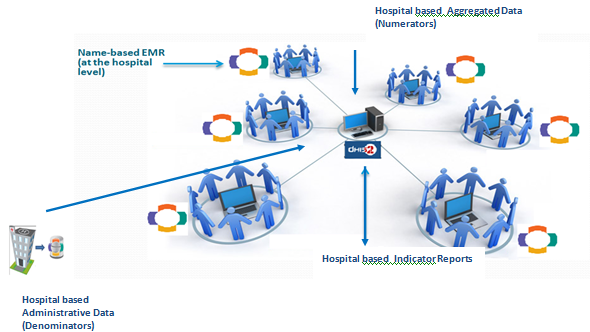 Hospital based Aggregated Data
(Numerators)
Name-based EMR
(at the hospital
level)
dhis2
Hospital based Indicator Reports
Hospital based
Administrative Data
(Denominators)